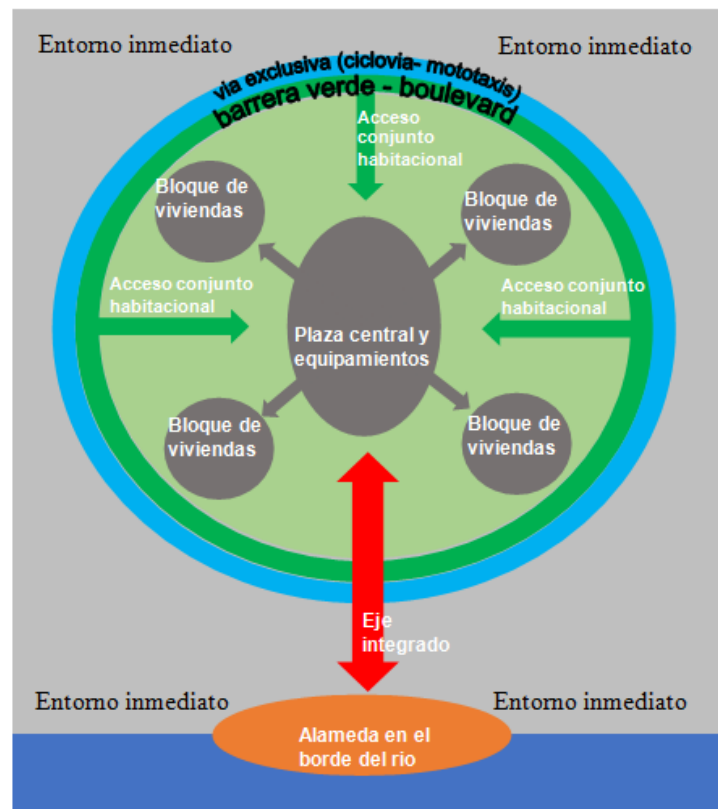 Entorno inmediato
Entorno inmediato
via exclusiva (ciclovia- mototaxis)
barrera verde - boulevard
Acceso
conjunto
habitacional
Bloque de
viviendas
Bloque de
viviendas
Acceso conjunto
habitacional
Acceso conjunto
habitacional
Plaza central y
equipamientos
Bloque de
viviendas
Bloque de
viviendas
Eje
integrado
Entorno inmediato
Entorno inmediato
Alameda en el
borde del rio